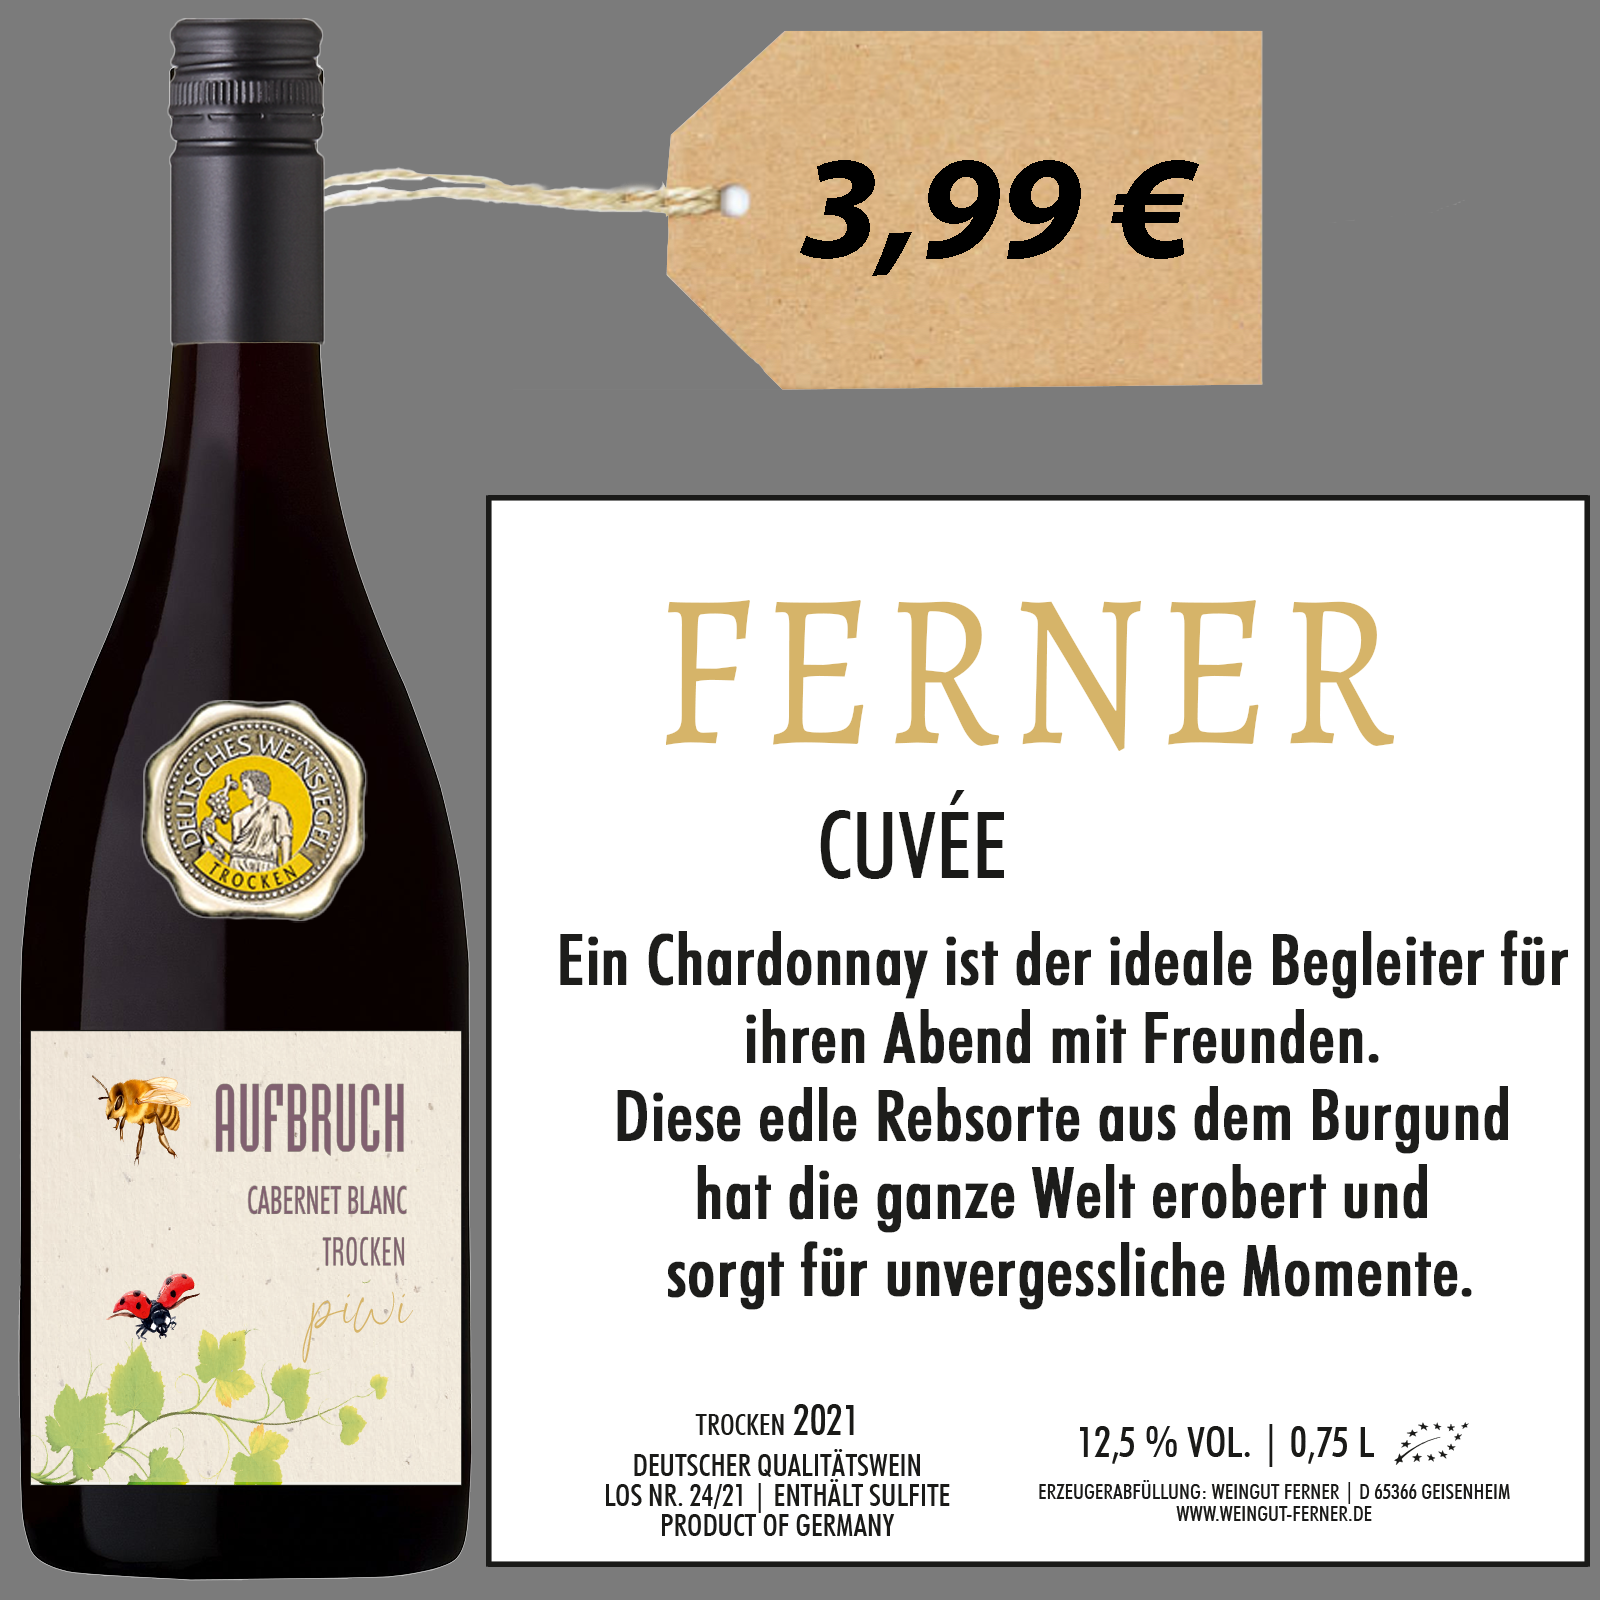 3,99 €
FERNER
CUVÉE
Ein Chardonnay ist der ideale Begleiter für
ihren Abend mit Freunden.
Diese edle Rebsorte aus dem Burgund
hat die ganze Welt erobert und
sorgt für unvergessliche Momente.
TROCKEN 2021
DEUTSCHER QUALITÄTSWEIN
LOS NR. 24/21 | ENTHÄLT SULFITE
PRODUCT OF GERMANY
12,5 % VOL. | 0,75 L
ERZEUGERABFÜLLUNG: WEINGUT FERNER | D 65366 GEISENHEIM
WWW.WEINGUT-FERNER.DE
DEUTSCHES WEINSIEGEL
TROCKEN
AUFBRUCH
CABERNET BLANC
TROCKEN
piwi